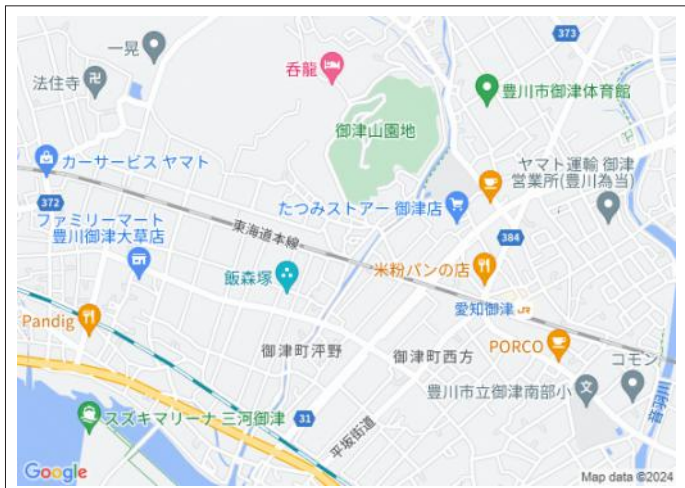 373
一晃
呑龍
法住寺
豊川市御津体育館
御津山園地
カーサービス ヤマト
ヤマト運輸 御津
営業所(豊川為当)
372
たつみストアー 御津店
ファミリーマート
豊川御津大草店
東海道本線
384
米粉パンの店
飯森塚
愛知御津 JR
Pandig
御津町泙野
御津町西方
PORCO
コモン
豊川市立御津南部小
文
スズキマリーナ 三河御津
31
平坂街道
Google
Map data ©2024